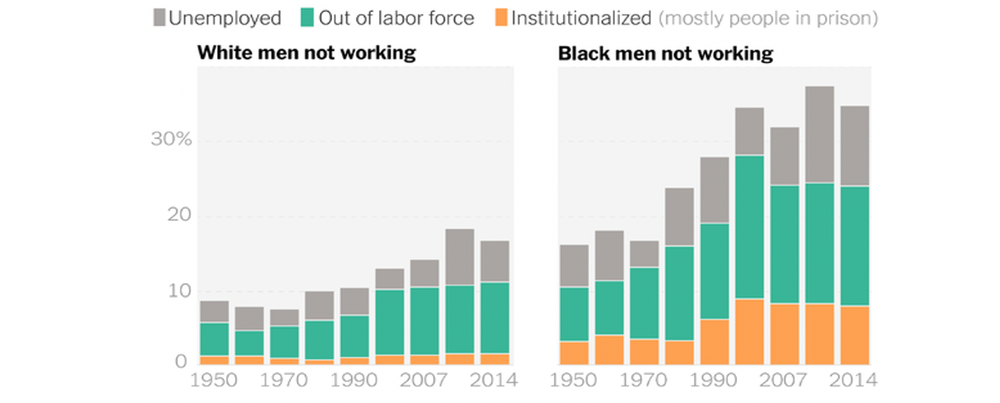 Unemployed Out of labor force Institutionalized (mostly people in prison)
White men not working
Black men not working
30%
20
10
0
1950 1970 1990 2007 2014
1950 1970 1990 2007 2014